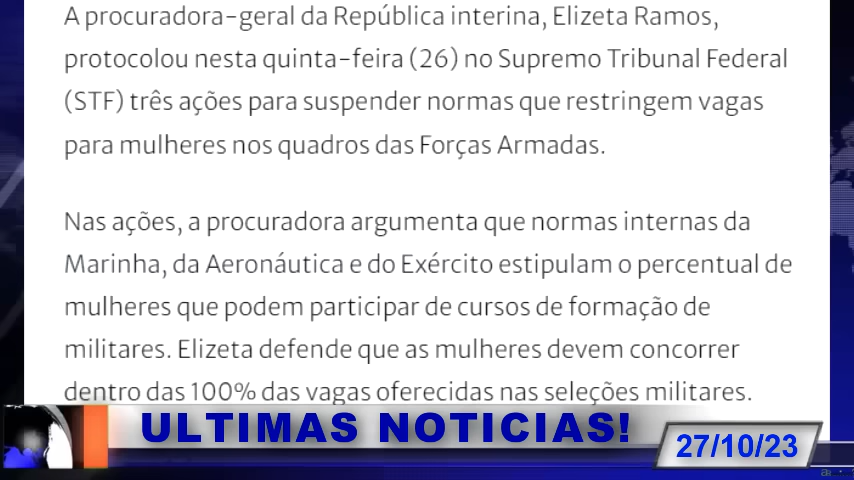 A procuradora-geral da República interina, Elizeta Ramos,
protocolou nesta quinta-feira (26) no Supremo Tribunal Federal
(STF) três ações para suspender normas que restringem vagas
para mulheres nos quadros das Forças Armadas.
Nas ações, a procuradora argumenta que normas internas da
Marinha, da Aeronáutica e do Exército estipulam o percentual de
mulheres que podem participar de cursos de formação de
militares. Elizeta defende que as mulheres devem concorrer
dentro das 100% das vagas oferecidas nas seleções militares.
ULTIMAS NOTICIAS!
27/10/23